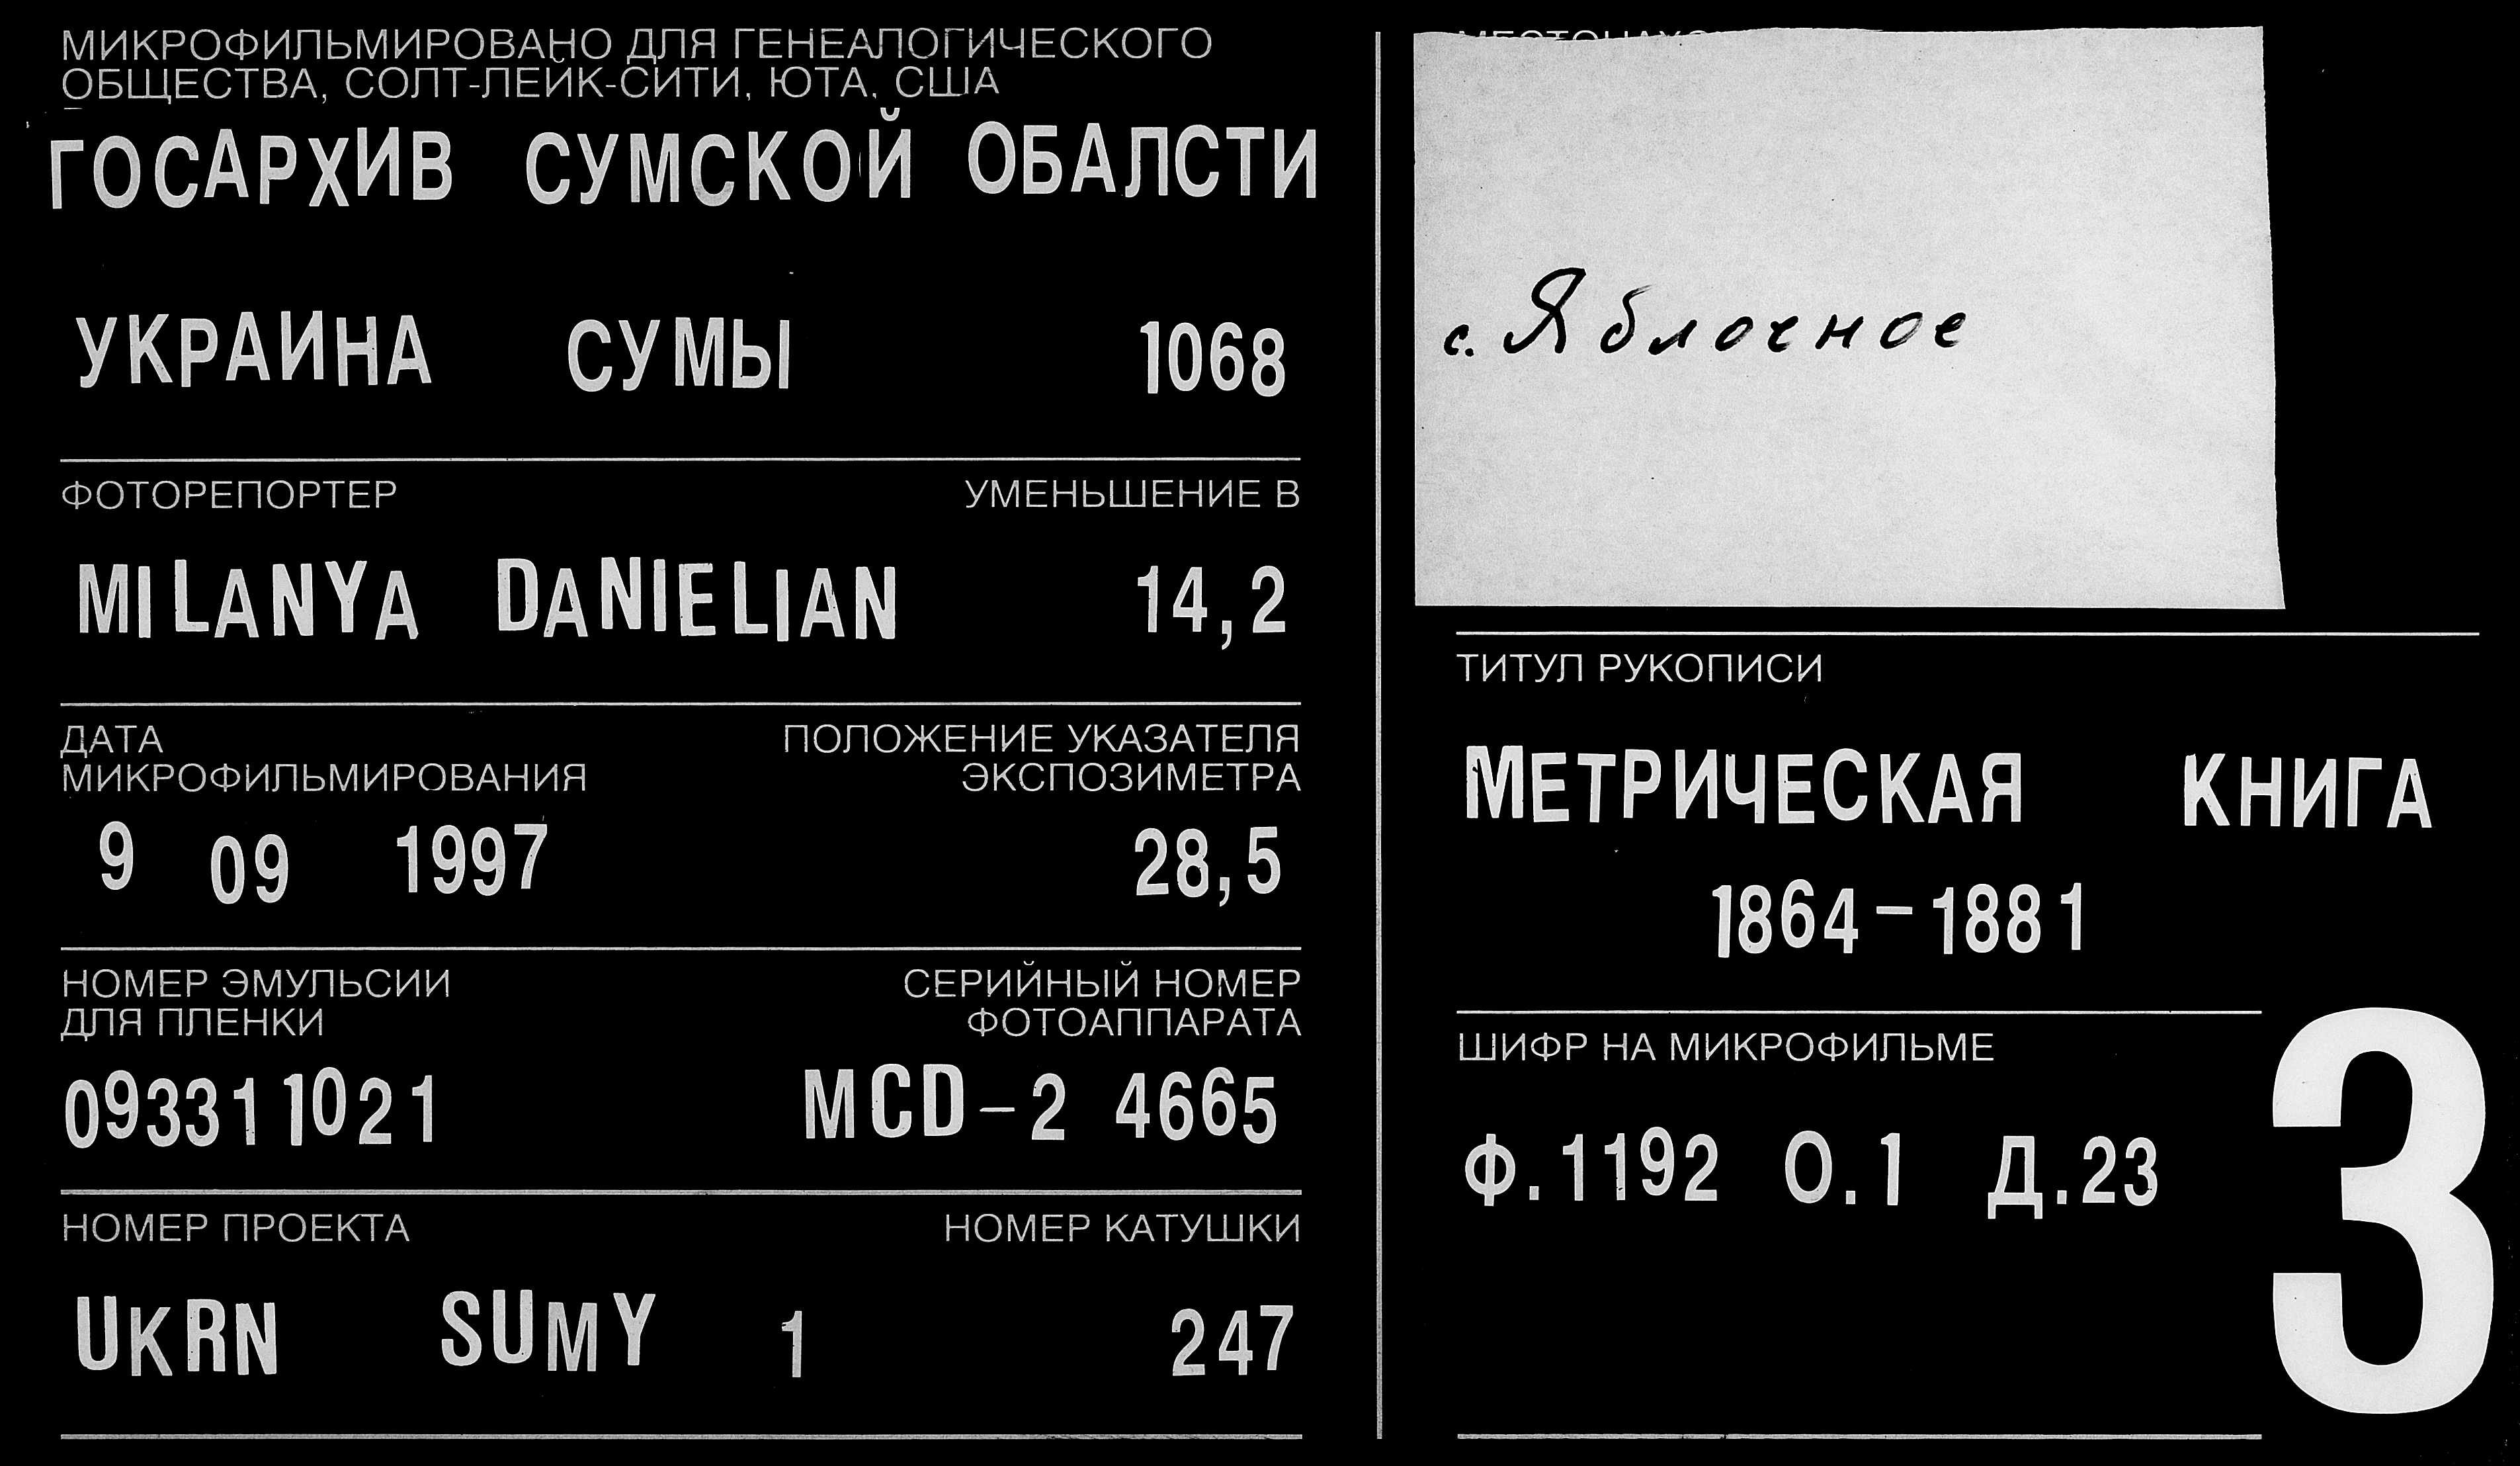 МИКРОФИЛЬМИРОВАНО ДЛЯ ГЕНЕАЛОГИЧЕСКОГО
ОБЩЕСТВА, СОЛТ-ЛЕЙК-СИТИ, ЮТА, США
ГОСАРХИВ СУМСКОЙ ОБАЛСТИ
УКРАИНА СУМЫ 1068
ФОТОРЕПОРТЕР УМЕНЬШЕНИЕ В
MILANYA DANIELIAN 14,2
ДАТА ПОЛОЖЕНИЕ УКАЗАТЕЛЯ
МИКРОФИЛЬМИРОВАНИЯ ЭКСПОЗИМЕТРА
9 09 1997 28,5
НОМЕР ЭМУЛЬСИИ СЕРИЙНЫЙ НОМЕР
ДЛЯ ПЛЕНКИ ФОТОАППАРАТА
093311021 MCD-2 4665
НОМЕР ПРОЕКТА НОМЕР КАТУШКИ
UKRN SUMY 1 247
с. Яблочное
ТИТУЛ РУКОПИСИ
МЕТРИЧЕСКАЯ КНИГА
1864-1881
ШИФР НА МИКРОФИЛЬМЕ
Ф.1192 О.1 Д.23
3